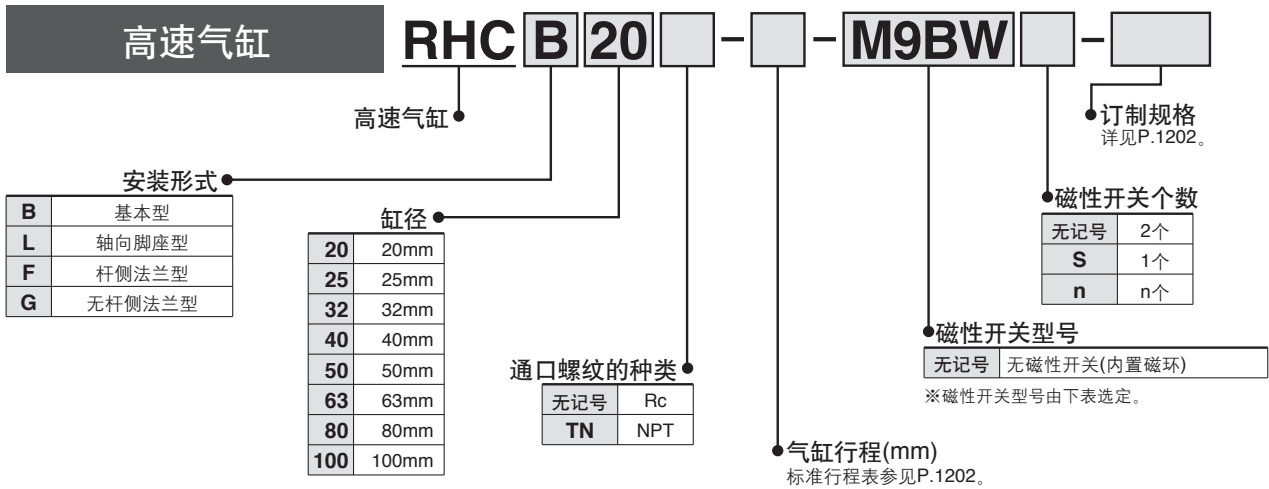 高速气缸
RHC B 20 □-□-M9BW□-□
高速气缸
订制规格
详见P.1202。
安装形式
B 基本型
L 轴向脚座型
F 杆侧法兰型
G 无杆侧法兰型
缸径
20 20mm
25 25mm
32 32mm
40 40mm
50 50mm
63 63mm
80 80mm
100 100mm
通口螺纹的种类
无记号 Rc
TN NPT
气缸行程(mm)
标准行程表参见P.1202。
磁性开关型号
无记号 无磁性开关(内置磁环)
※磁性开关型号由下表选定。
磁性开关个数
无记号 2个
S 1个
n n个